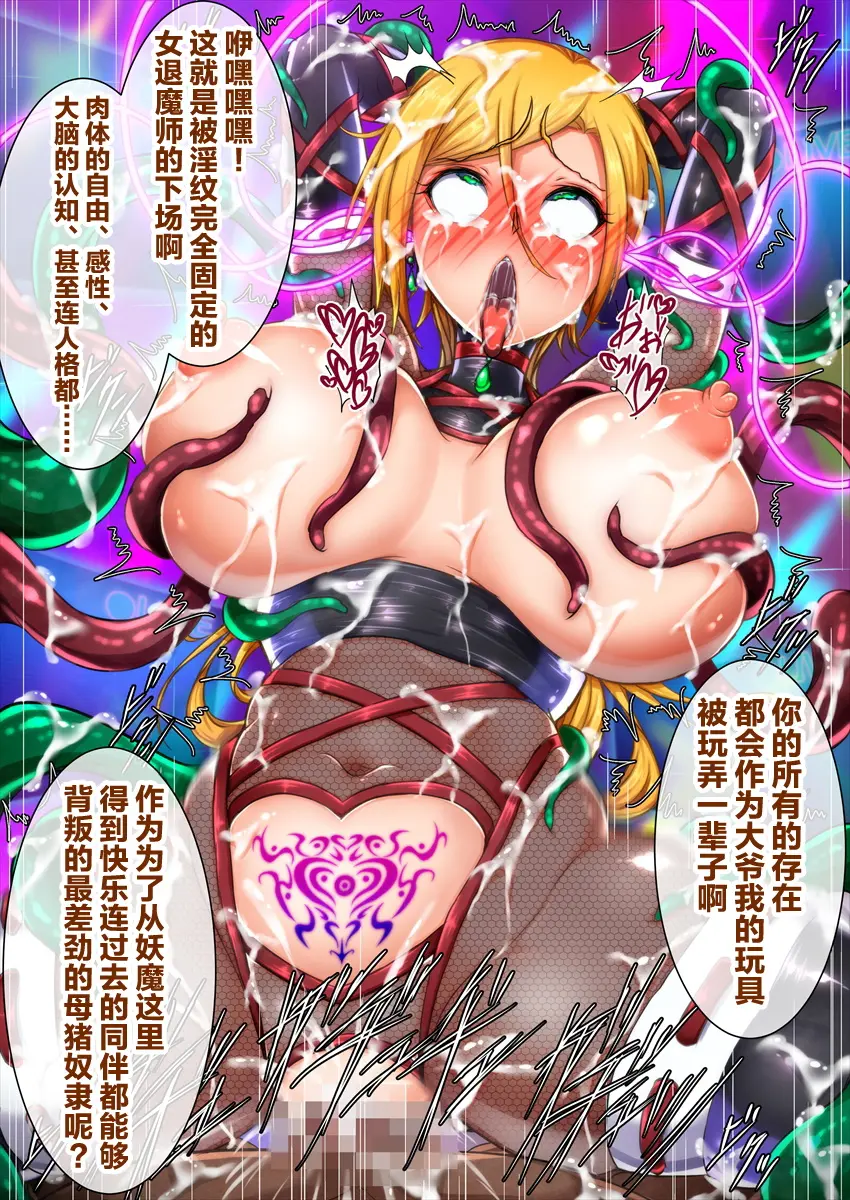 咿嘿嘿嘿！
这就是被淫纹完全固定的
女退魔师的下场啊
肉体的自由、感性、
大脑的认知、甚至连人格都……
你的所有的存在
都会作为大爷我的玩具
被玩弄一辈子啊
作为为了从妖魔这里
得到快乐连过去的同伴都能够
背叛的最差劲的母猪奴隶呢？